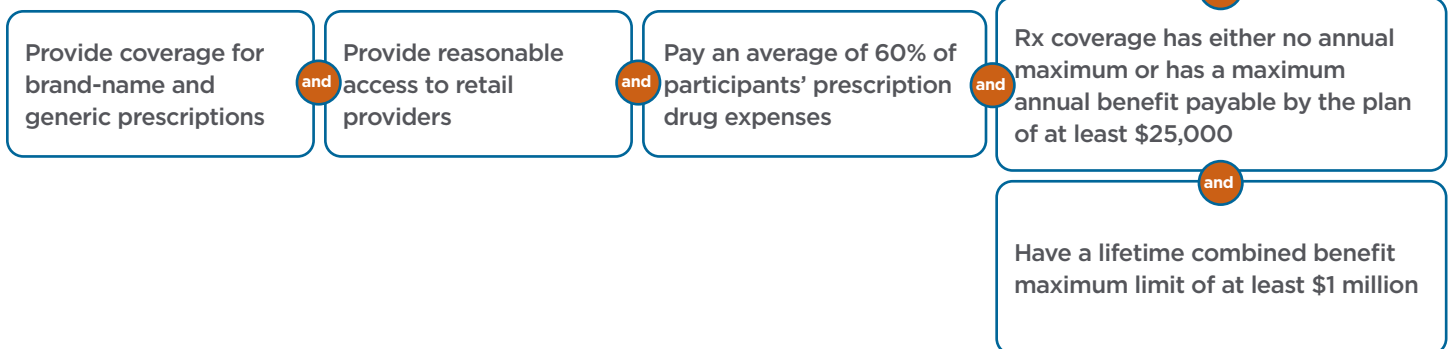 Provide coverage for
brand-name and
generic prescriptions
and
Provide reasonable
access to retail
providers
and
Pay an average of 60% of
participants’ prescription
drug expenses
and
Rx coverage has either no annual
maximum or has a maximum
annual benefit payable by the plan
of at least $25,000
and
Have a lifetime combined benefit
maximum limit of at least $1 million